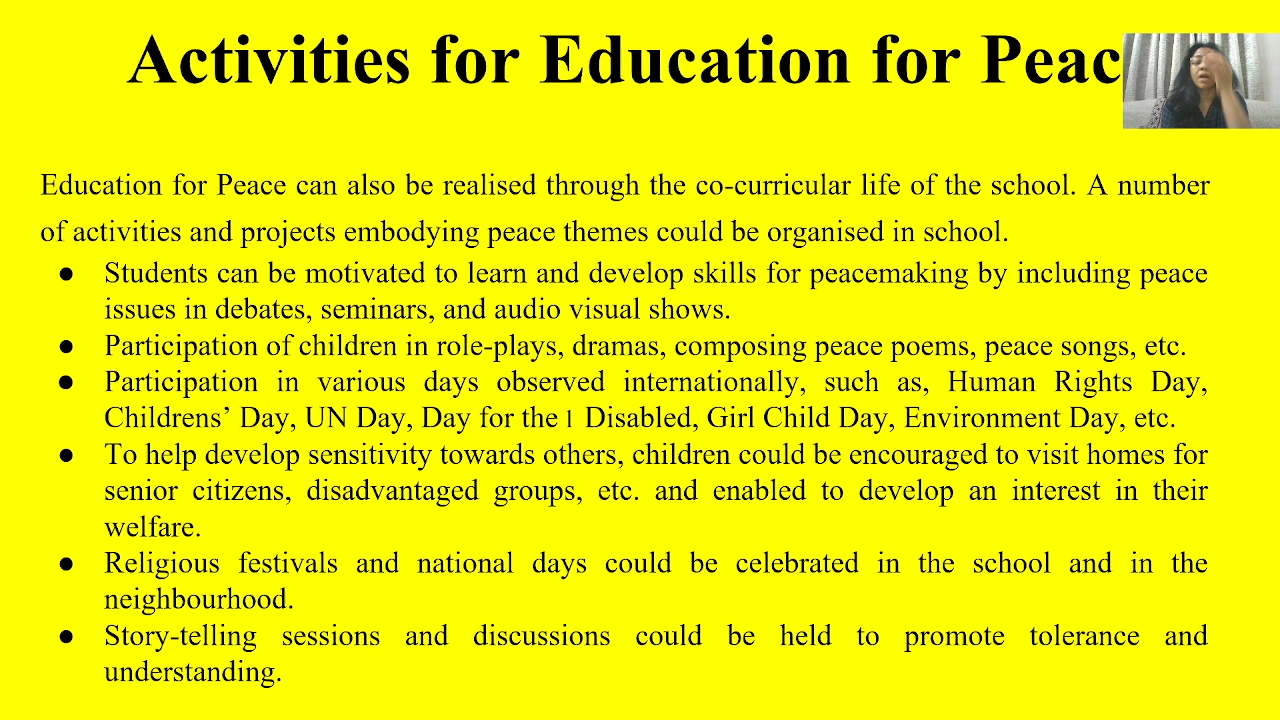 Activities for Education for Peac
Education for Peace can also be realised through the co-curricular life of the school. A number
of activities and projects embodying peace themes could be organised in school.
● Students can be motivated to learn and develop skills for peacemaking by including peace
issues in debates, seminars, and audio visual shows.
● Participation of children in role-plays, dramas, composing peace poems, peace songs, etc.
● Participation in various days observed internationally, such as, Human Rights Day,
Childrens’ Day, UN Day, Day for the Disabled, Girl Child Day, Environment Day, etc.
● To help develop sensitivity towards others, children could be encouraged to visit homes for
senior citizens, disadvantaged groups, etc. and enabled to develop an interest in their
welfare.
● Religious festivals and national days could be celebrated in the school and in the
neighbourhood.
● Story-telling sessions and discussions could be held to promote tolerance and
understanding.